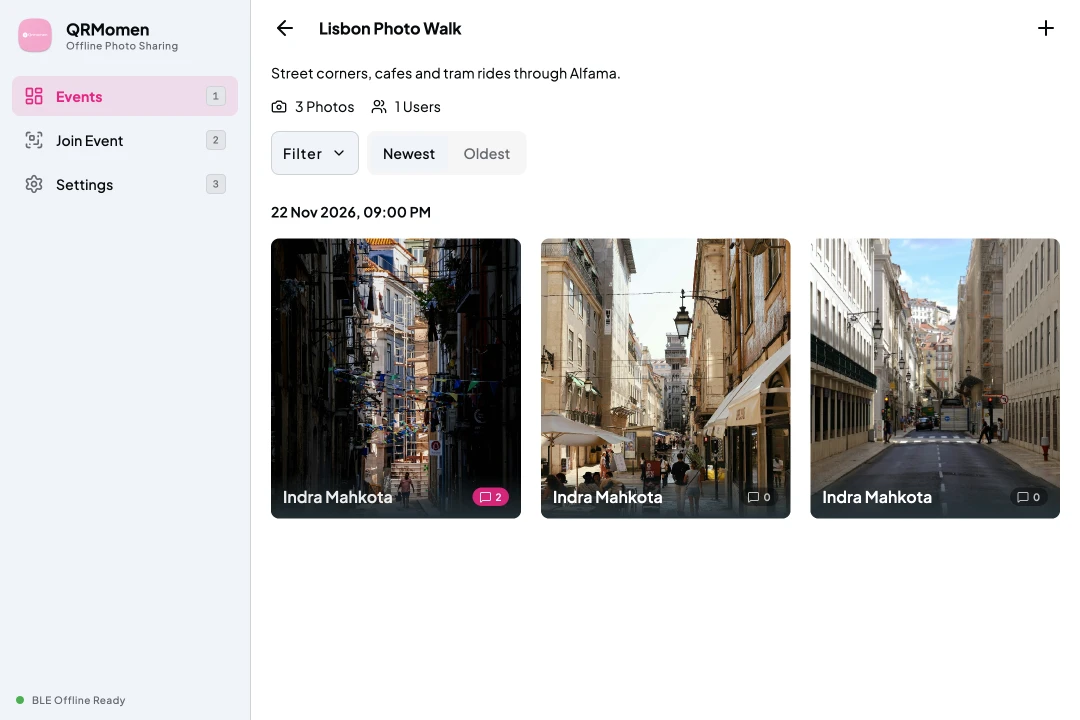 QRMomen
Offline Photo Sharing
Events 1
Join Event 2
Settings 3
BLE Offline Ready
Lisbon Photo Walk
Street corners, cafes and tram rides through Alfama.
3 Photos 1 Users
Filter Newest Oldest
22 Nov 2026, 09:00 PM
Indra Mahkota 2
Indra Mahkota 0
Indra Mahkota 0